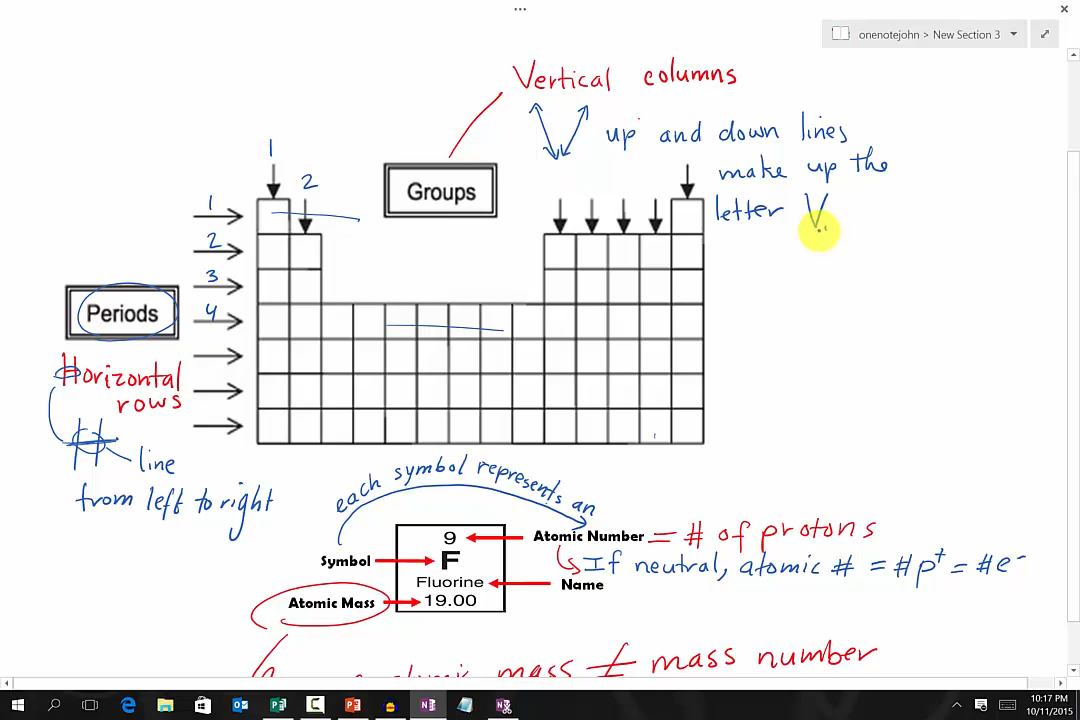 onenotejohn > New Section 3
Vertical columns
up and down lines
make up the
letter V
1
2
Groups
1
2
3
4
Periods
Horizontal
rows
H
line
from left to right
each symbol represents an
9
Atomic Number
= # of protons
Symbol
F
If neutral, atomic # = #p+ = #e-
Fluorine
Name
Atomic Mass
19.00
atomic mass ≠ mass number
10:17 PM
10/11/2015